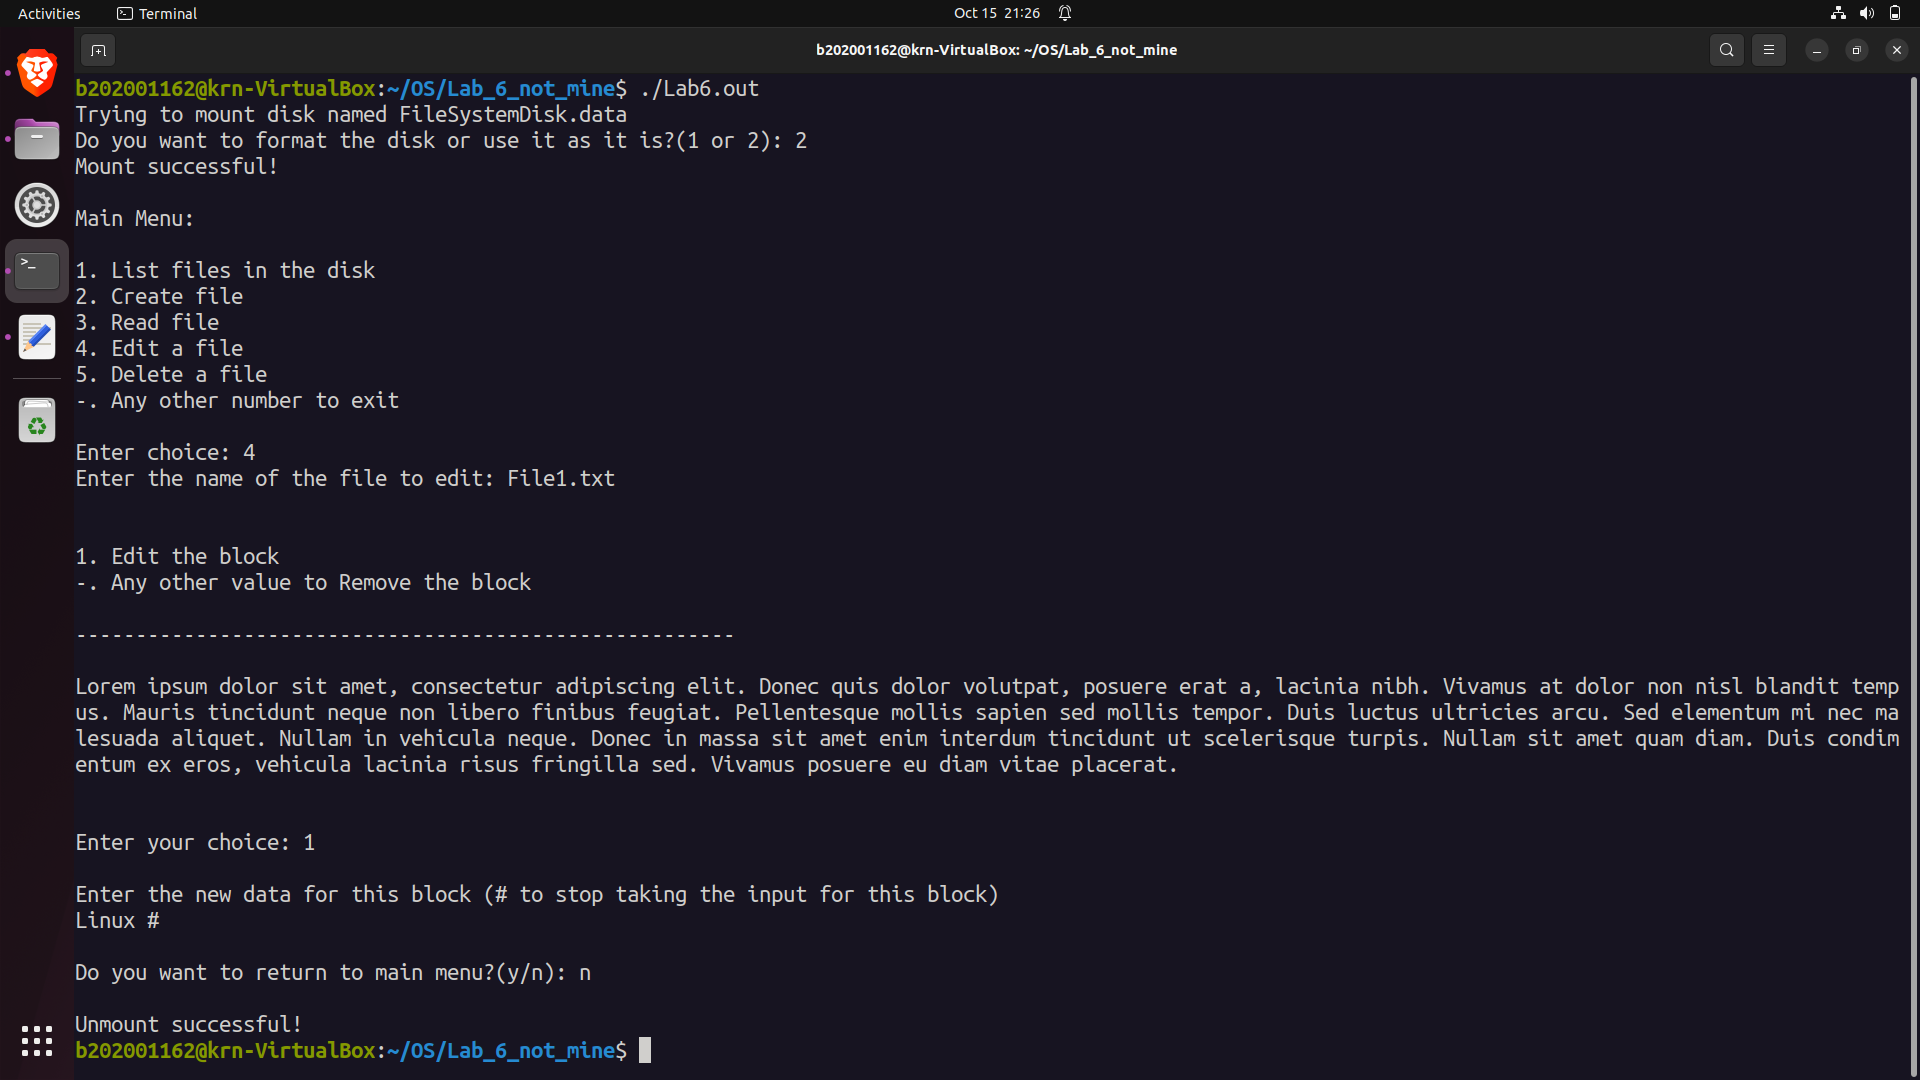 Activities Terminal Oct 15 21:26
b202001162@krn-VirtualBox: ~/OS/Lab_6_not_mine
b202001162@krn-VirtualBox:~/OS/Lab_6_not_mine$ ./Lab6.out
Trying to mount disk named FileSystemDisk.data
Do you want to format the disk or use it as it is?(1 or 2): 2
Mount successful!
Main Menu:
1. List files in the disk
2. Create file
3. Read file
4. Edit a file
5. Delete a file
-. Any other number to exit
Enter choice: 4
Enter the name of the file to edit: File1.txt
1. Edit the block
-. Any other value to Remove the block
-------------------------------------------------------
Lorem ipsum dolor sit amet, consectetur adipiscing elit. Donec quis dolor volutpat, posuere erat a, lacinia nibh. Vivamus at dolor non nisl blandit temp
us. Mauris tincidunt neque non libero finibus feugiat. Pellentesque mollis sapien sed mollis tempor. Duis luctus ultricies arcu. Sed elementum mi nec ma
lesuada aliquet. Nullam in vehicula neque. Donec in massa sit amet enim interdum tincidunt ut scelerisque turpis. Nullam sit amet quam diam. Duis condim
entum ex eros, vehicula lacinia risus fringilla sed. Vivamus posuere eu diam vitae placerat.
Enter your choice: 1
Enter the new data for this block (# to stop taking the input for this block)
Linux #
Do you want to return to main menu?(y/n): n
Unmount successful!
b202001162@krn-VirtualBox:~/OS/Lab_6_not_mine$